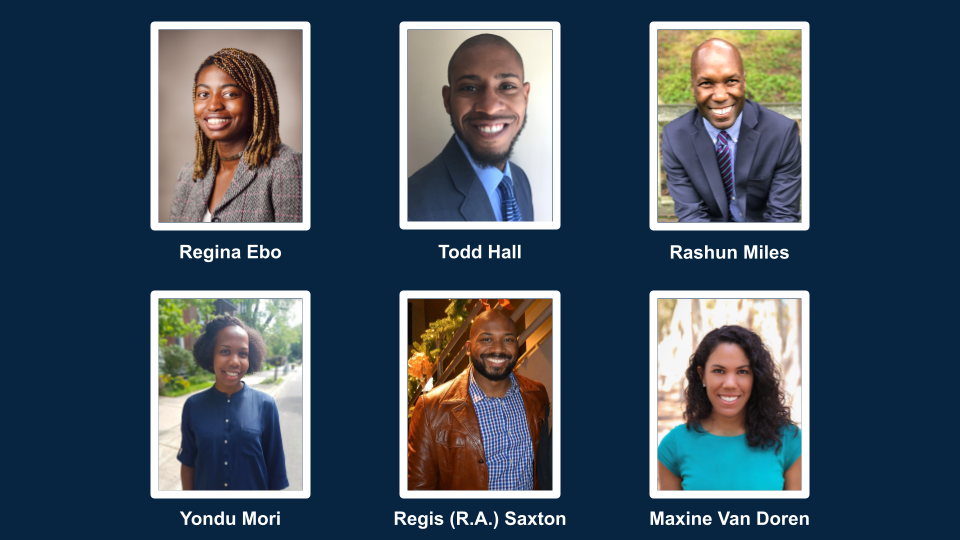 Regina Ebo
Todd Hall
Rashun Miles
Yondu Mori
Regis (R.A.) Saxton
Maxine Van Doren